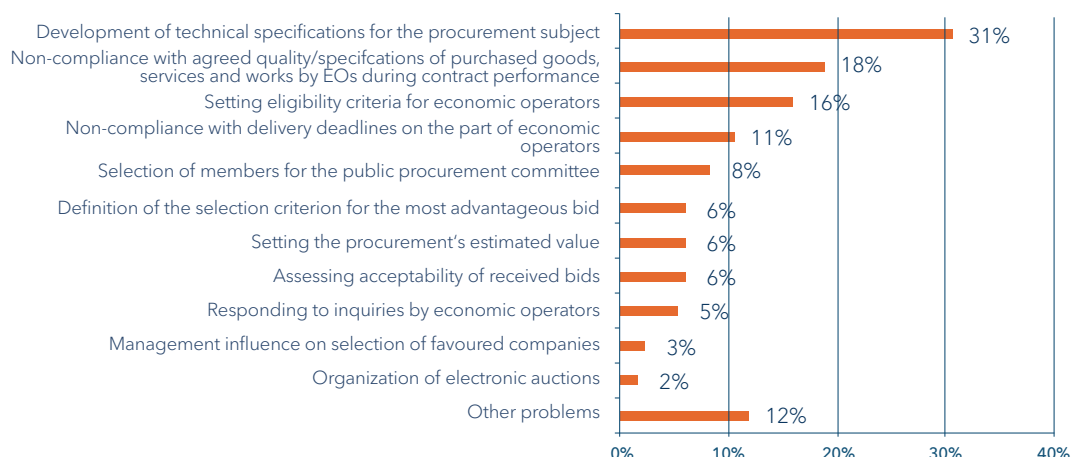 Development of technical specifications for the procurement subject
31%
Non-compliance with agreed quality/specifcations of purchased goods,
services and works by EOs during contract performance
18%
Setting eligibility criteria for economic operators
16%
Non-compliance with delivery deadlines on the part of economic
operators
11%
Selection of members for the public procurement committee
8%
Definition of the selection criterion for the most advantageous bid
6%
Setting the procurement‘s estimated value
6%
Assessing acceptability of received bids
6%
Responding to inquiries by economic operators
5%
Management influence on selection of favoured companies
3%
Organization of electronic auctions
2%
Other problems
12%
0% 10% 20% 30% 40%